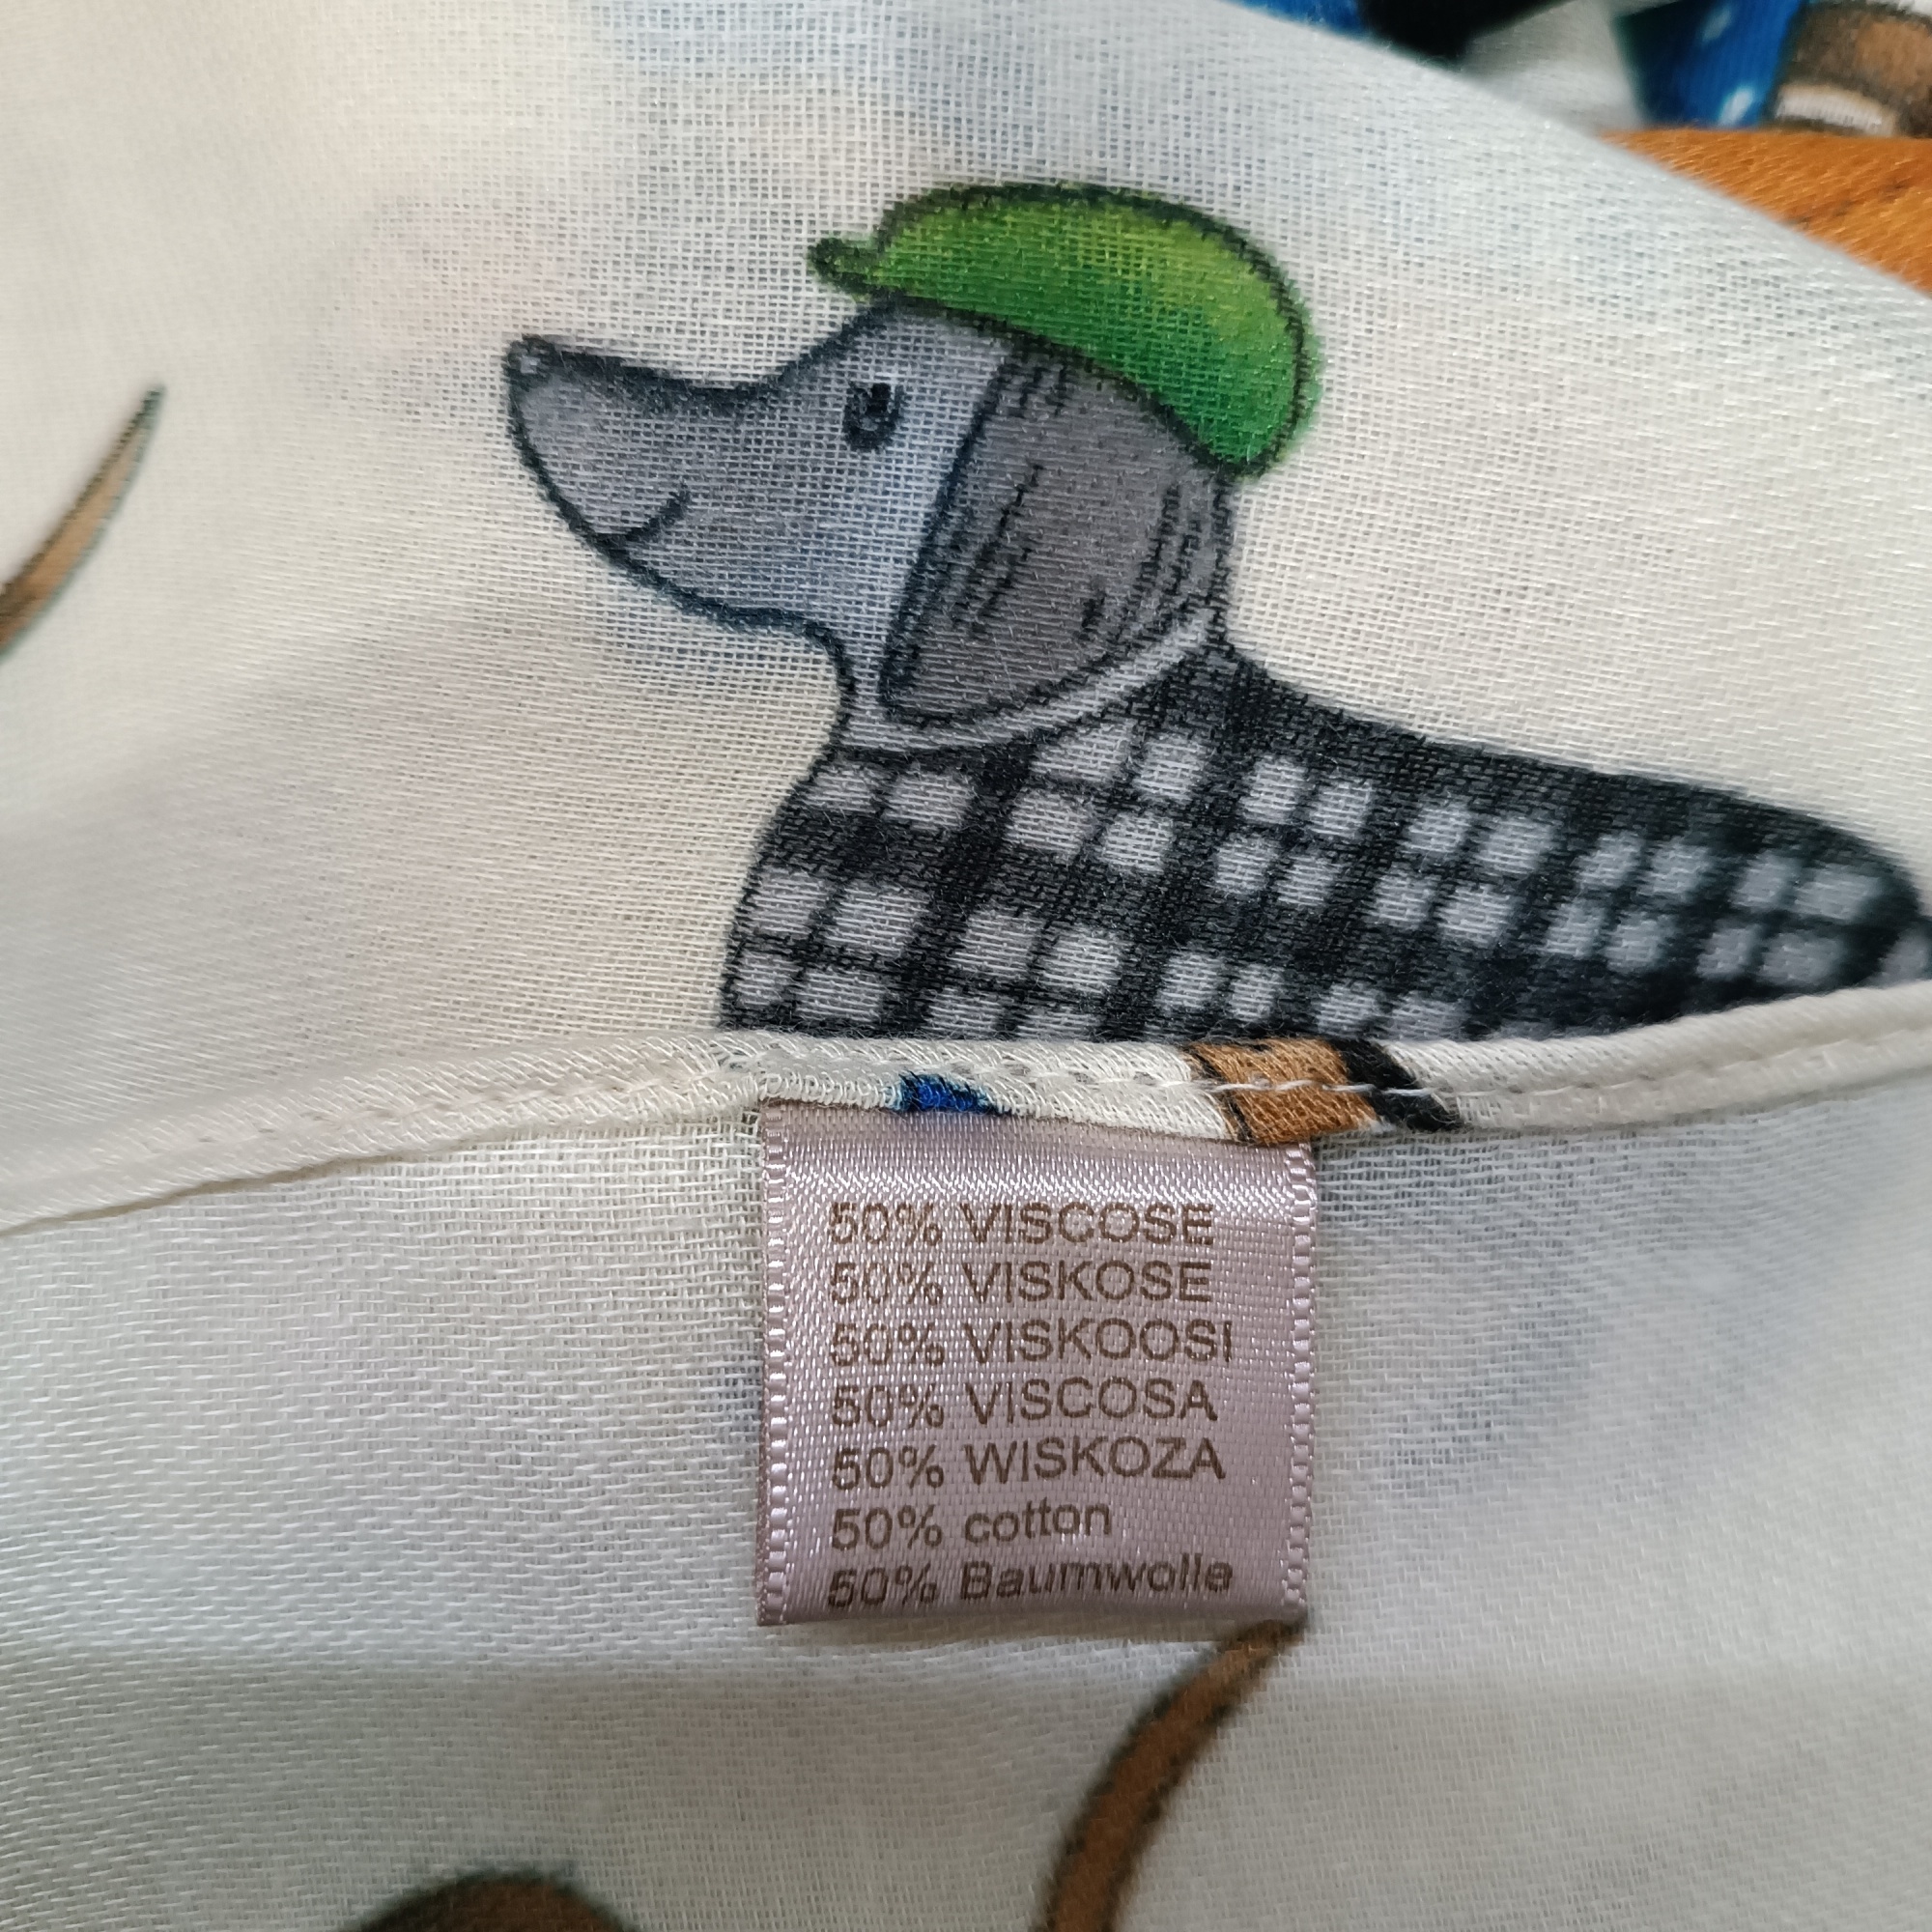 50% VISCOSE
50% VISKOSE
50% VISKOOSI
50% VISCOSA
50% WISKOZA
50% cotton
50% Baumwolle